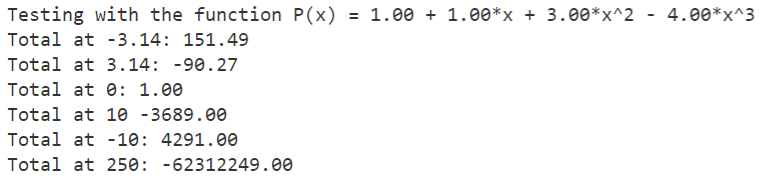 Testing with the function P(x) = 1.00 + 1.00*x + 3.00*x^2 - 4.00*x^3
Total at -3.14: 151.49
Total at 3.14: -90.27
Total at 0: 1.00
Total at 10 -3689.00
Total at -10: 4291.00
Total at 250: -62312249.00